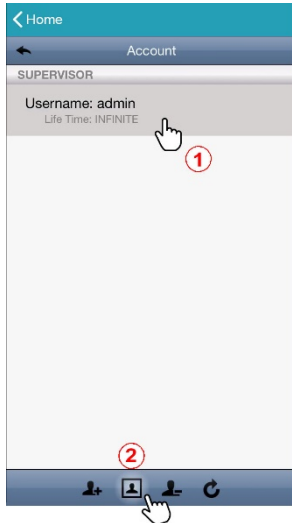 Home
Account
SUPERVISOR
Username: admin
Life Time: INFINITE
1
2